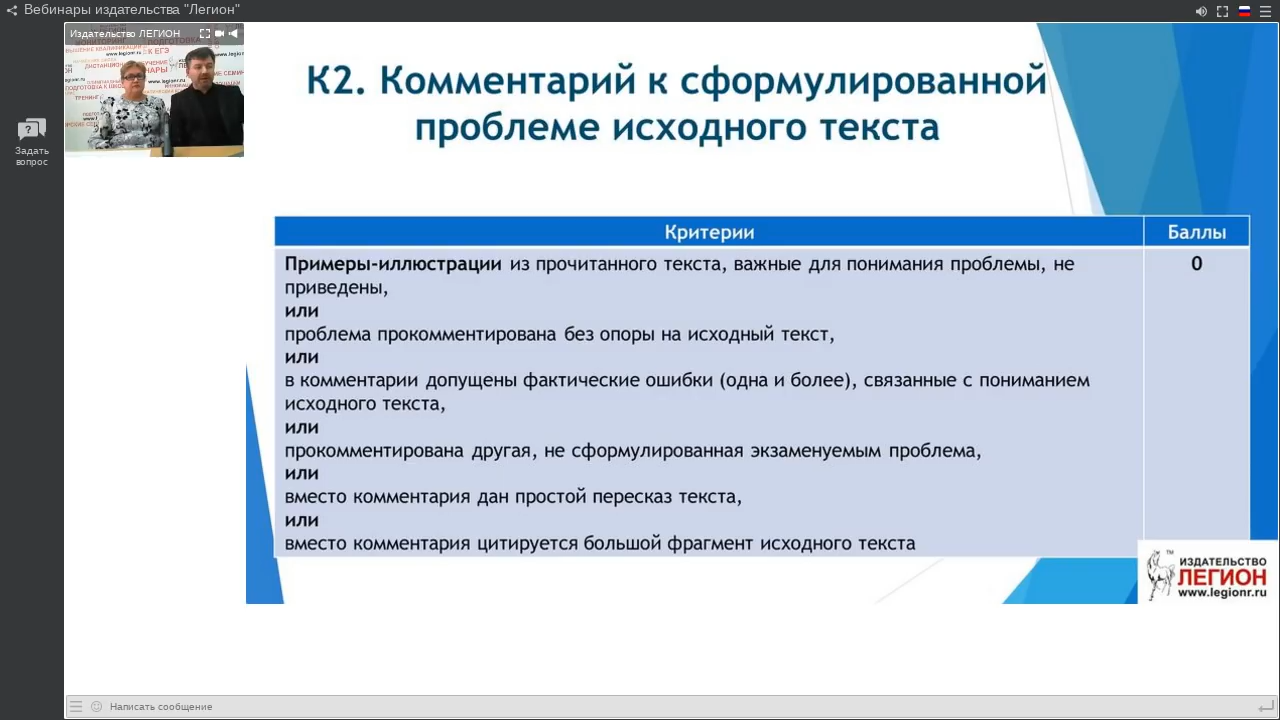 Вебинары издательства "Легион"
Издательство ЛЕГИОН
Задать
вопрос
К2. Комментарий к сформулированной
проблеме исходного текста
Критерии
Баллы
Примеры-иллюстрации из прочитанного текста, важные для понимания проблемы, не
0
приведены,
или
проблема прокомментирована без опоры на исходный текст,
или
в комментарии допущены фактические ошибки (одна и более), связанные с пониманием
исходного текста,
или
прокомментирована другая, не сформулированная экзаменуемым проблема,
или
вместо комментария дан простой пересказ текста,
или
вместо комментария цитируется большой фрагмент исходного текста
ИЗДАТЕЛЬСТВО
ЛЕГИОН
www.legionr.ru
Написать сообщение